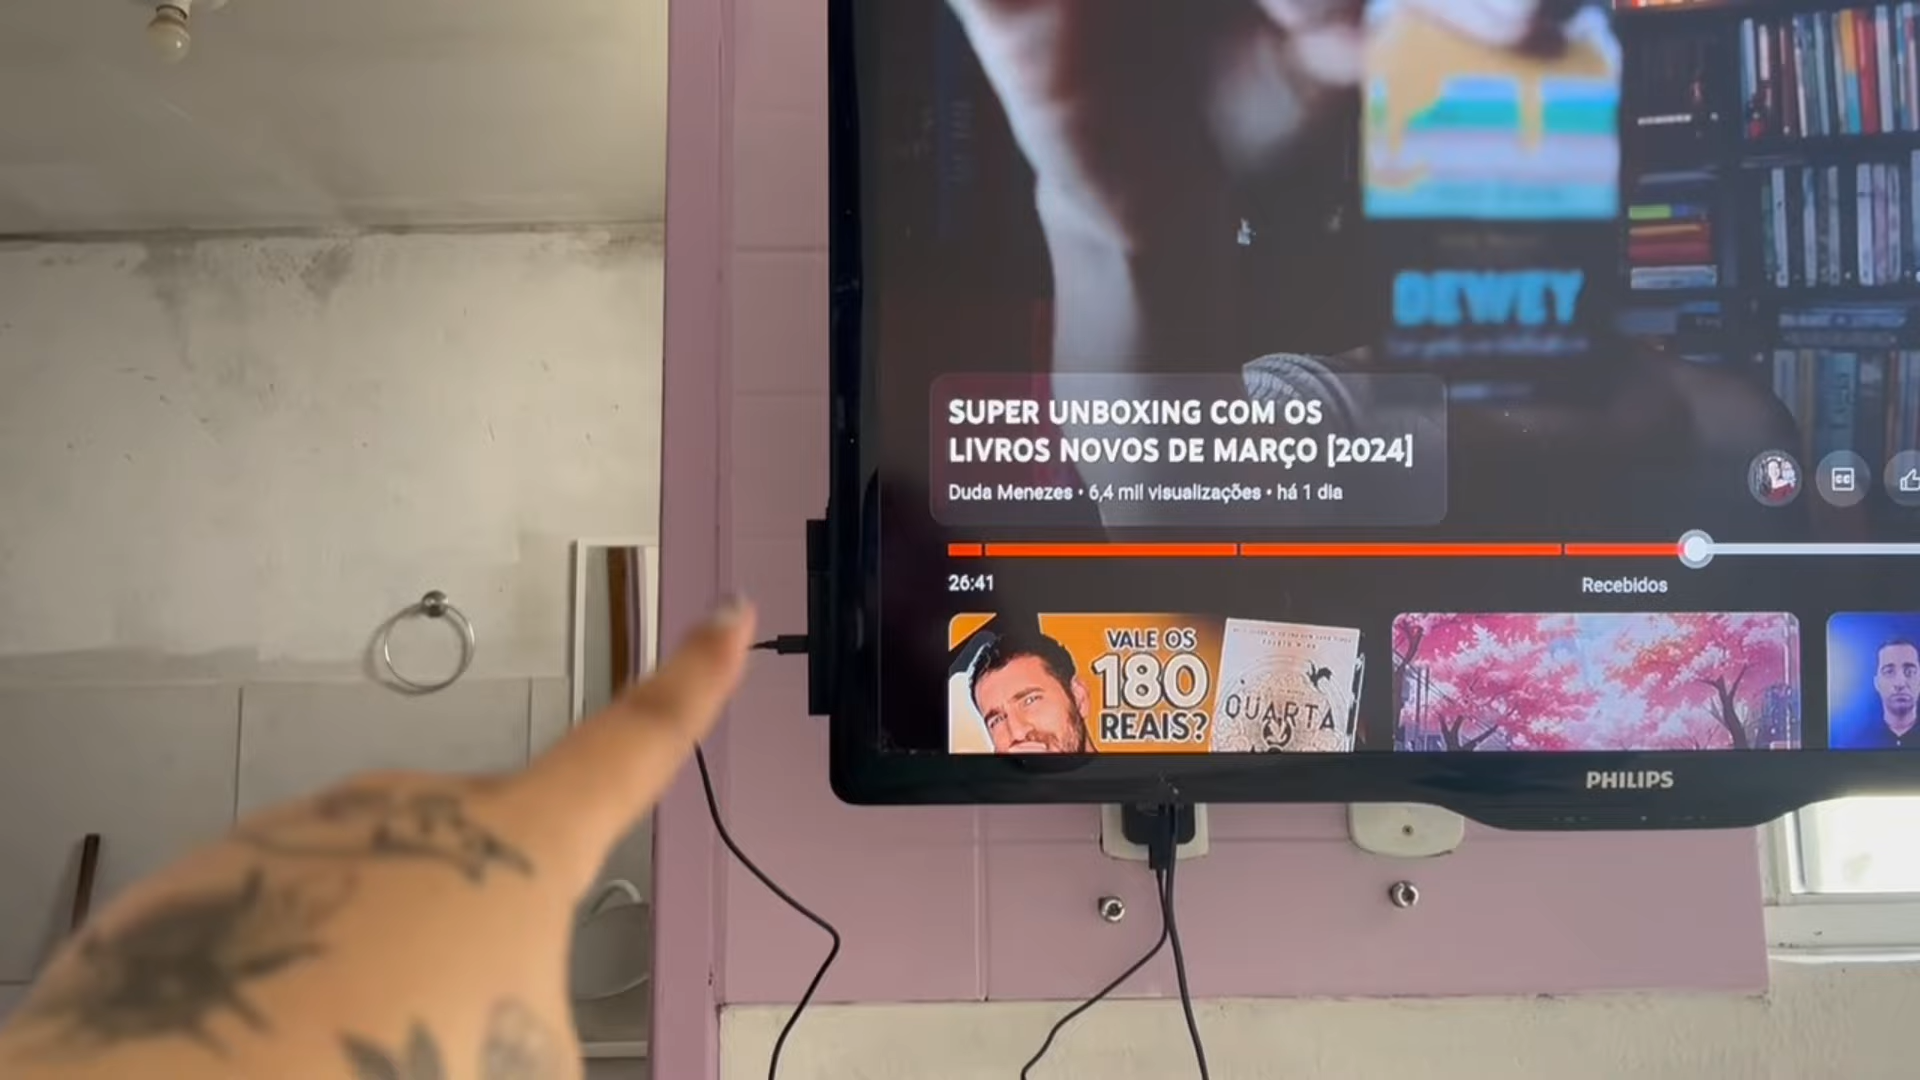 DEWEY
SUPER UNBOXING COM OS
LIVROS NOVOS DE MARÇO [2024]
Duda Menezes • 6,4 mil visualizações • há 1 dia
CC
26:41
Recebidos
VALE OS
180
REAIS?
QUARTA
PHILIPS